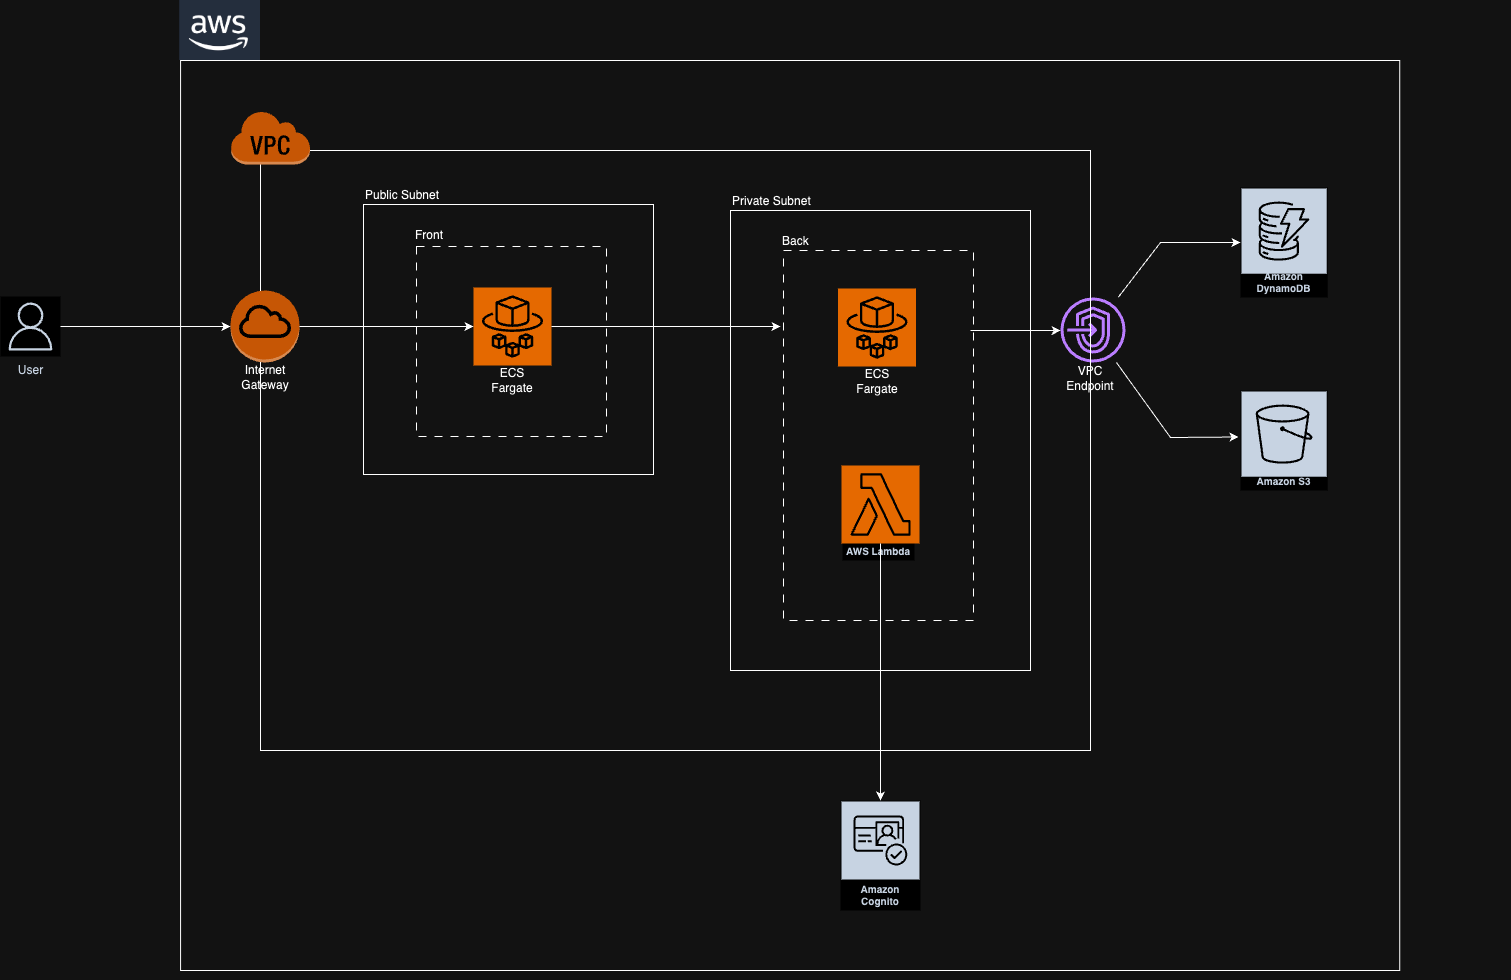 aws
VPC
Public Subnet
Private Subnet
Front
Back
User
Internet
Gateway
ECS
Fargate
ECS
Fargate
AWS Lambda
VPC
Endpoint
Amazon
DynamoDB
Amazon S3
Amazon
Cognito